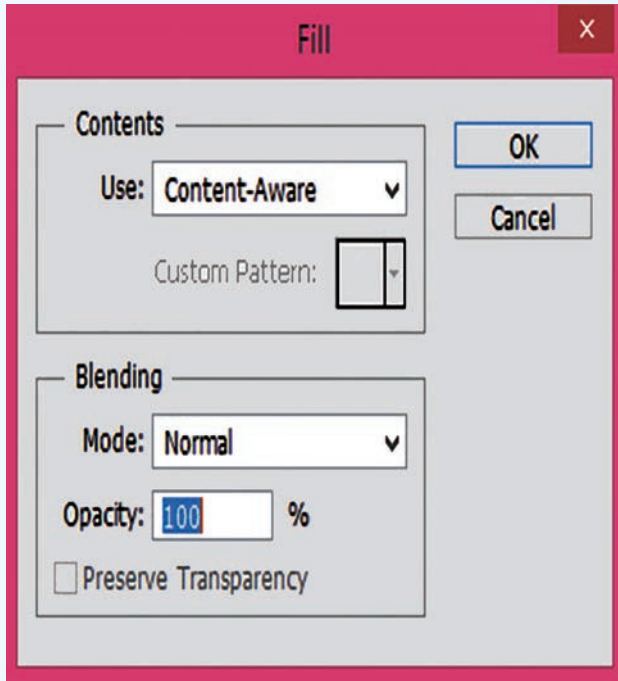 Fill
X
Contents
Use: Content-Aware
Custom Pattern:
OK
Cancel
Blending
Mode: Normal
Opacity: 100 %
Preserve Transparency